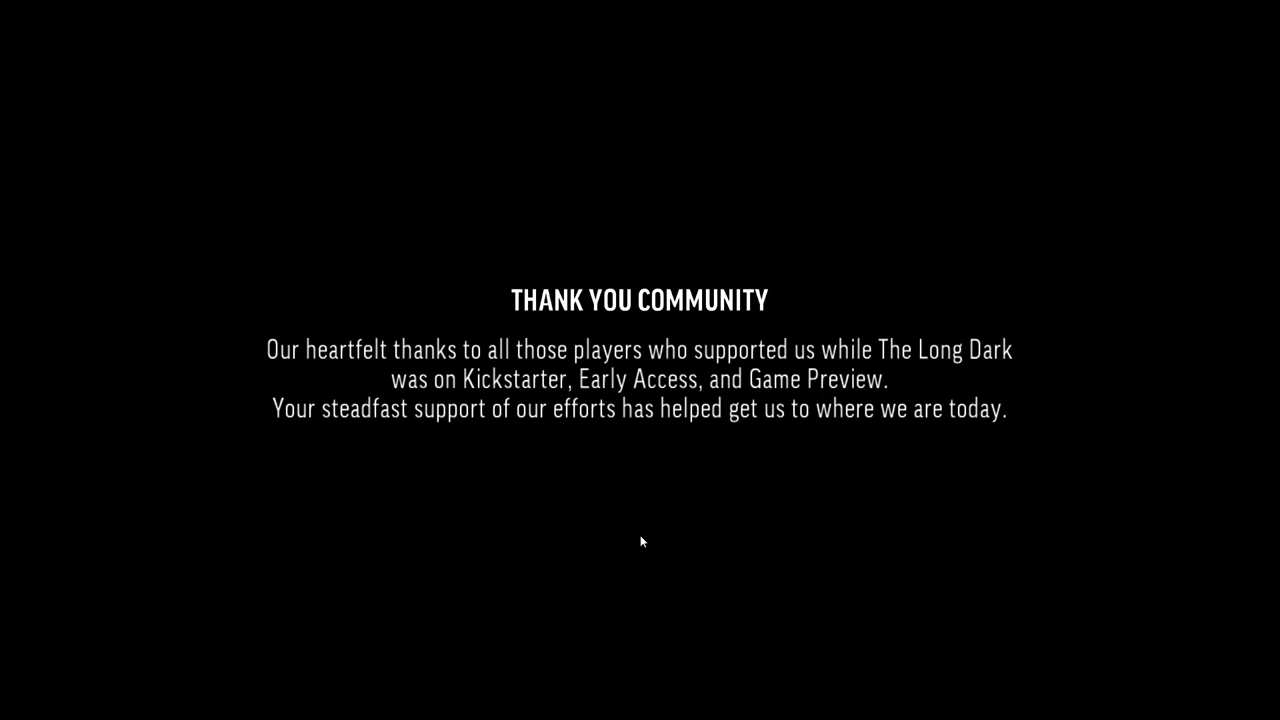 THANK YOU COMMUNITY
Our heartfelt thanks to all those players who supported us while The Long Dark
was on Kickstarter, Early Access, and Game Preview.
Your steadfast support of our efforts has helped get us to where we are today.